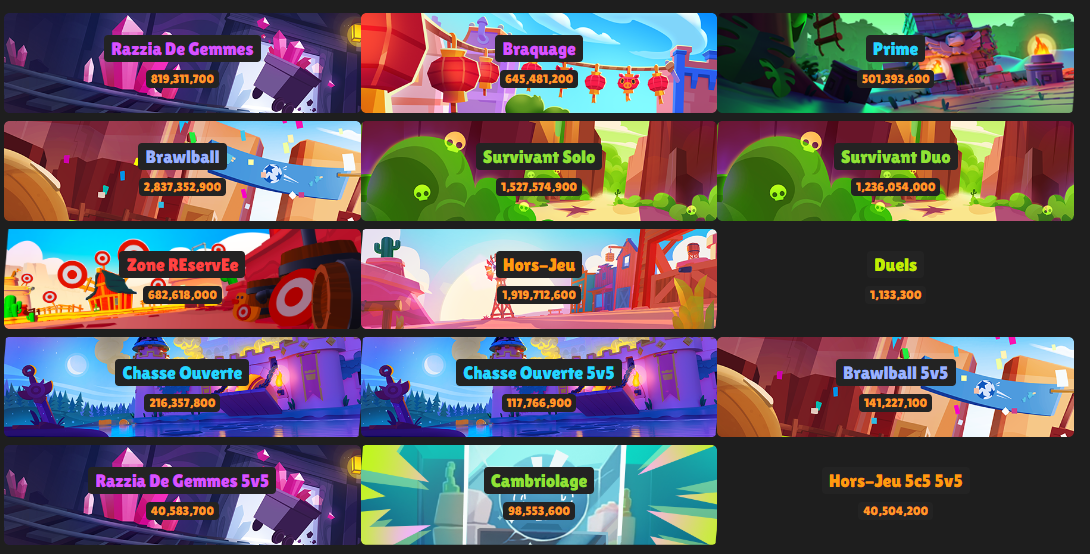 Razzia De Gemmes
819,311,700
Braquage
645,481,200
Prime
501,393,600
Brawlball
2,837,352,900
Survivant Solo
1,527,574,900
Survivant Duo
1,236,054,000
Zone REservEe
682,618,000
Hors-Jeu
1,919,712,600
Duels
1,133,300
Chasse Ouverte
216,357,800
Chasse Ouverte 5v5
117,766,900
Brawlball 5v5
141,227,100
Razzia De Gemmes 5v5
40,583,700
Cambriolage
98,553,600
Hors-Jeu 5c5 5v5
40,504,200